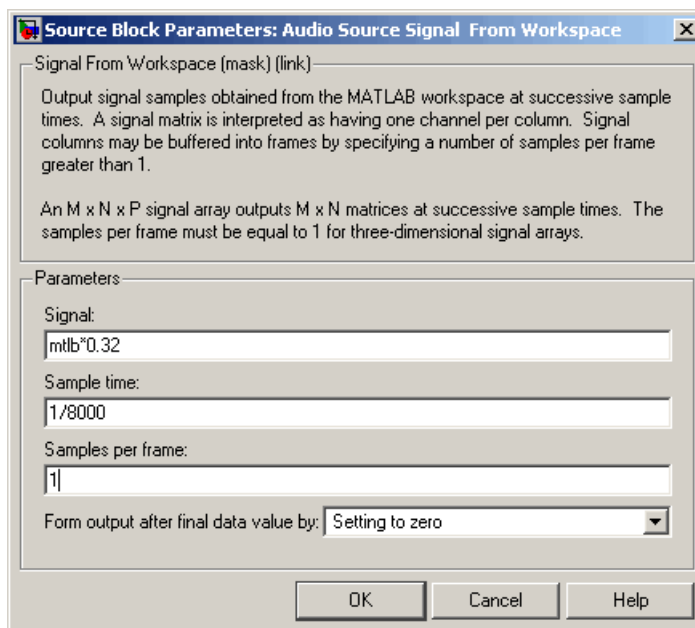 Source Block Parameters: Audio Source Signal From Workspace
Signal From Workspace (mask) (link)
Output signal samples obtained from the MATLAB workspace at successive sample
times. A signal matrix is interpreted as having one channel per column. Signal
columns may be buffered into frames by specifying a number of samples per frame
greater than 1.
An M x N x P signal array outputs M x N matrices at successive sample times. The
samples per frame must be equal to 1 for three-dimensional signal arrays.
Parameters
Signal:
mtlb*0.32
Sample time:
1/8000
Samples per frame:
1
Form output after final data value by: Setting to zero
OK Cancel Help